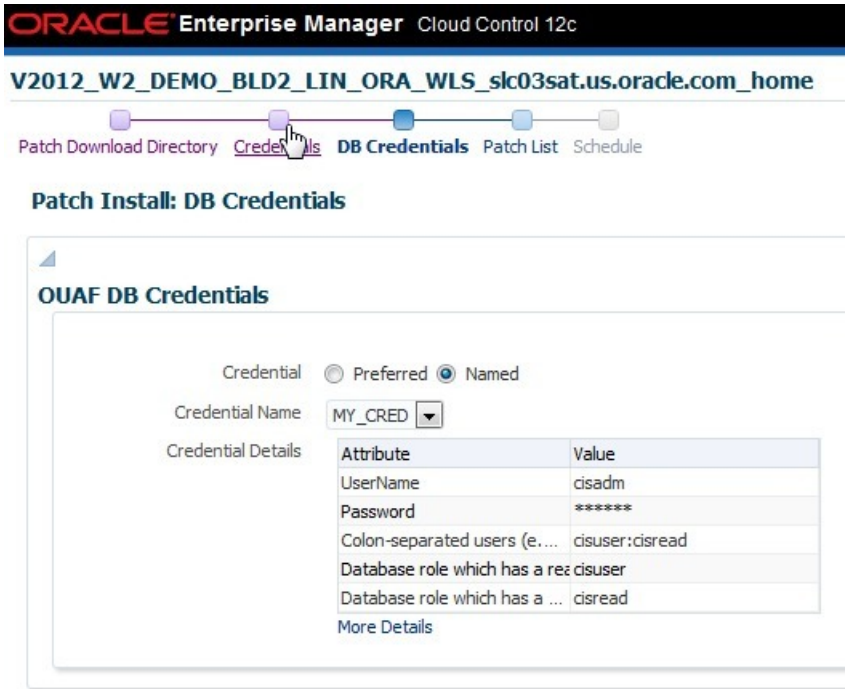 ORACLE Enterprise Manager Cloud Control 12c
V2012_W2_DEMO_BLD2_LIN_ORA_WLS_slc03sat.us.oracle.com_home
Patch Download Directory Credentials DB Credentials Patch List Schedule
Patch Install: DB Credentials
OUAF DB Credentials
Credential Preferred Named
Credential Name MY_CRED
Credential Details Attribute Value
UserName cisadm
Password ******
Colon-separated users (e.... cisuser:cisread
Database role which has a rea cisuser
Database role which has a ... cisread
More Details